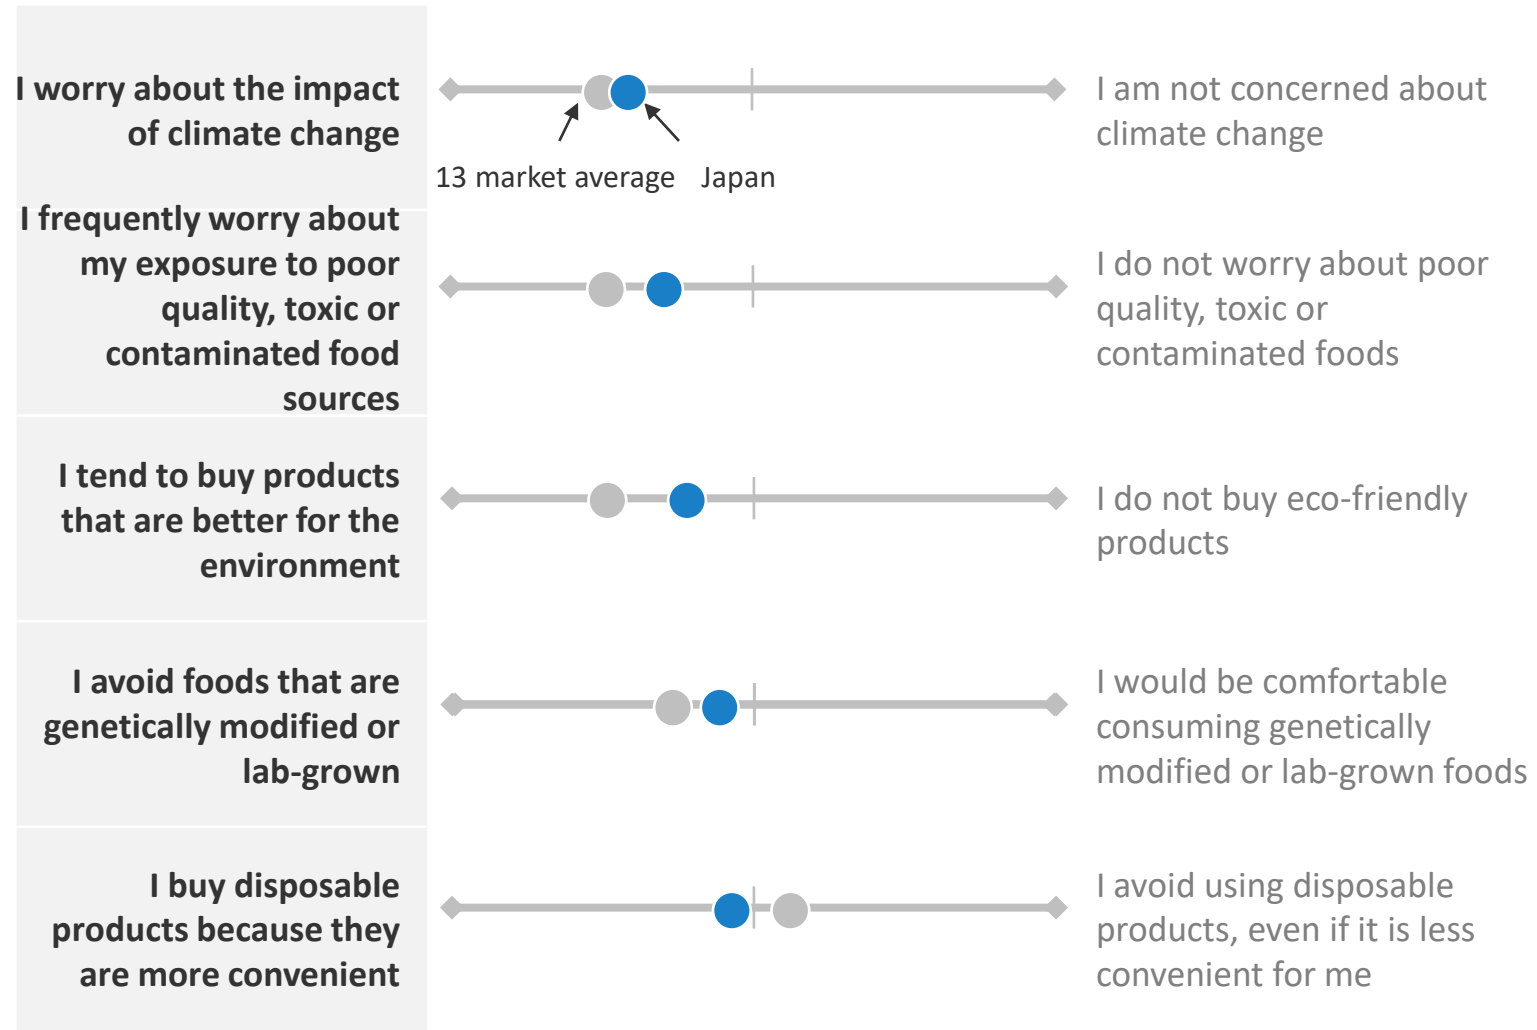 I worry about the impact
of climate change
I am not concerned about
climate change
13 market average
Japan
I frequently worry about
my exposure to poor
quality, toxic or
contaminated food
sources
I do not worry about poor
quality, toxic or
contaminated foods
I tend to buy products
that are better for the
environment
I do not buy eco-friendly
products
I avoid foods that are
genetically modified or
lab-grown
I would be comfortable
consuming genetically
modified or lab-grown foods
I buy disposable
products because they
are more convenient
I avoid using disposable
products, even if it is less
convenient for me